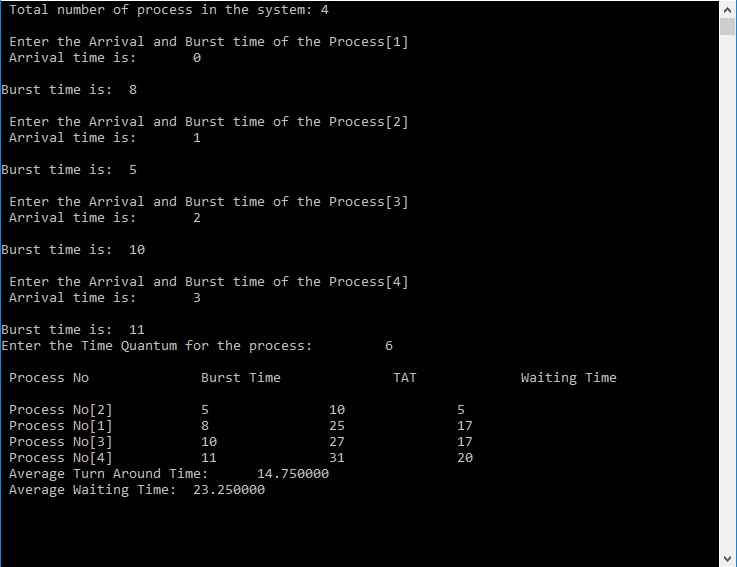 Total number of process in the system: 4
Enter the Arrival and Burst time of the Process[1]
Arrival time is: 0
Burst time is: 8
Enter the Arrival and Burst time of the Process[2]
Arrival time is: 1
Burst time is: 5
Enter the Arrival and Burst time of the Process[3]
Arrival time is: 2
Burst time is: 10
Enter the Arrival and Burst time of the Process[4]
Arrival time is: 3
Burst time is: 11
Enter the Time Quantum for the process: 6
Process No Burst Time TAT Waiting Time
Process No[2] 5 10 5
Process No[1] 8 25 17
Process No[3] 10 27 17
Process No[4] 11 31 20
Average Turn Around Time: 14.750000
Average Waiting Time: 23.250000